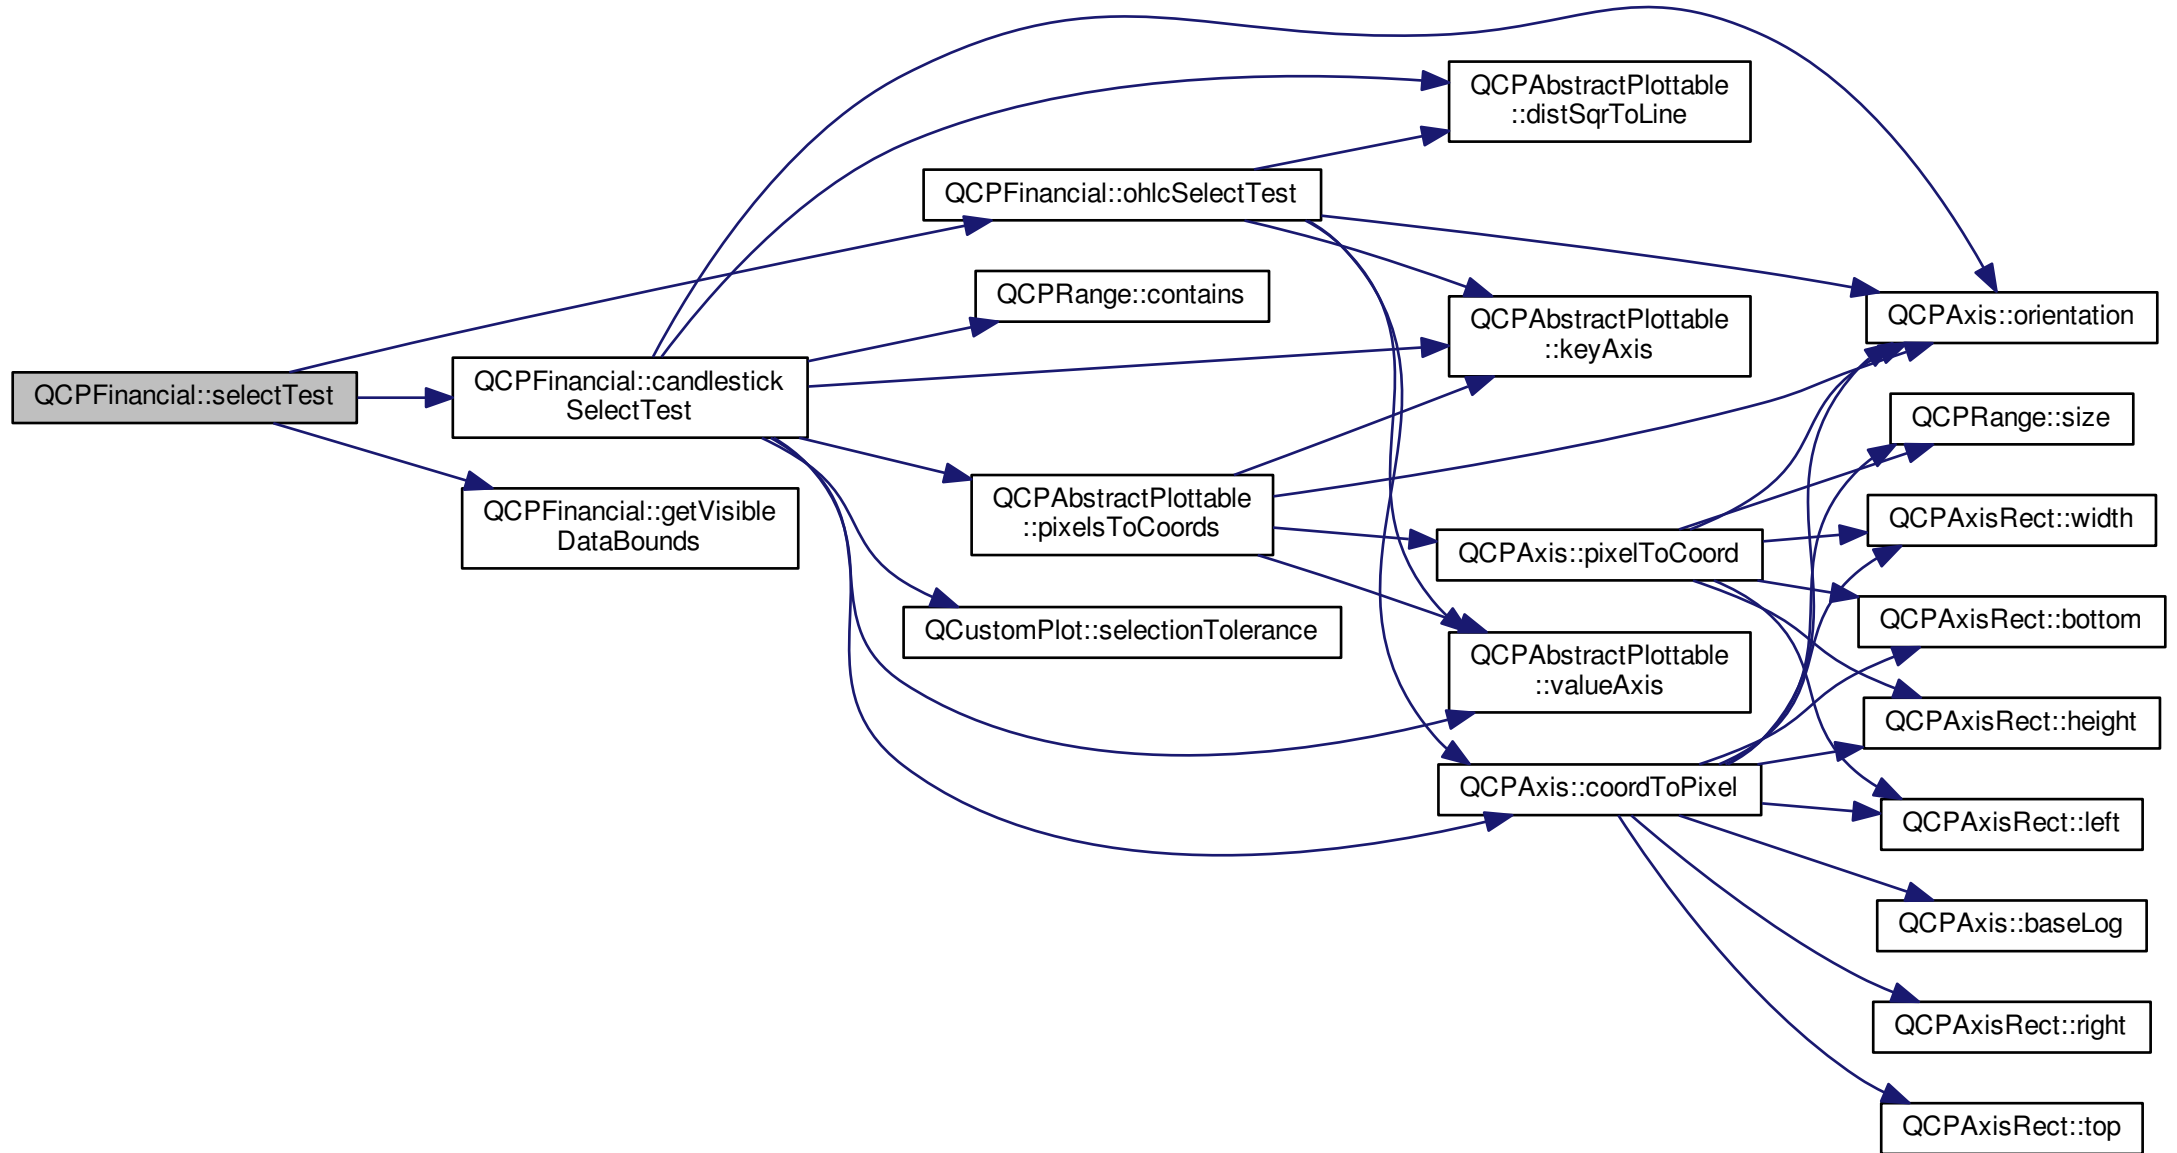 QCPFinancial::selectTest
QCPFinancial::candlestick
SelectTest
QCPFinancial::getVisible
DataBounds
QCPFinancial::ohlcSelectTest
QCPRange::contains
QCPAbstractPlottable
::pixelsToCoords
QCustomPlot::selectionTolerance
QCPAbstractPlottable
::distSqrToLine
QCPAbstractPlottable
::keyAxis
QCPAxis::pixelToCoord
QCPAbstractPlottable
::valueAxis
QCPAxis::coordToPixel
QCPAxis::orientation
QCPRange::size
QCPAxisRect::width
QCPAxisRect::bottom
QCPAxisRect::height
QCPAxisRect::left
QCPAxis::baseLog
QCPAxisRect::right
QCPAxisRect::top